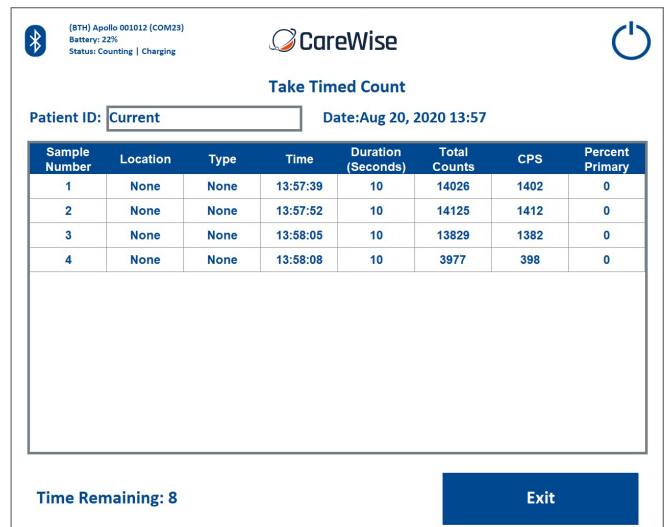 (BTH) Apollo 001012 (COM23)
Battery: 22%
Status: Counting | Charging
CareWise
Take Timed Count
Patient ID: Current Date:Aug 20, 2020 13:57
Sample Number Location Type Time Duration (Seconds) Total Counts CPS Percent Primary
1 None None 13:57:39 10 14026 1402 0
2 None None 13:57:52 10 14125 1412 0
3 None None 13:58:05 10 13829 1382 0
4 None None 13:58:08 10 3977 398 0
Time Remaining: 8 Exit